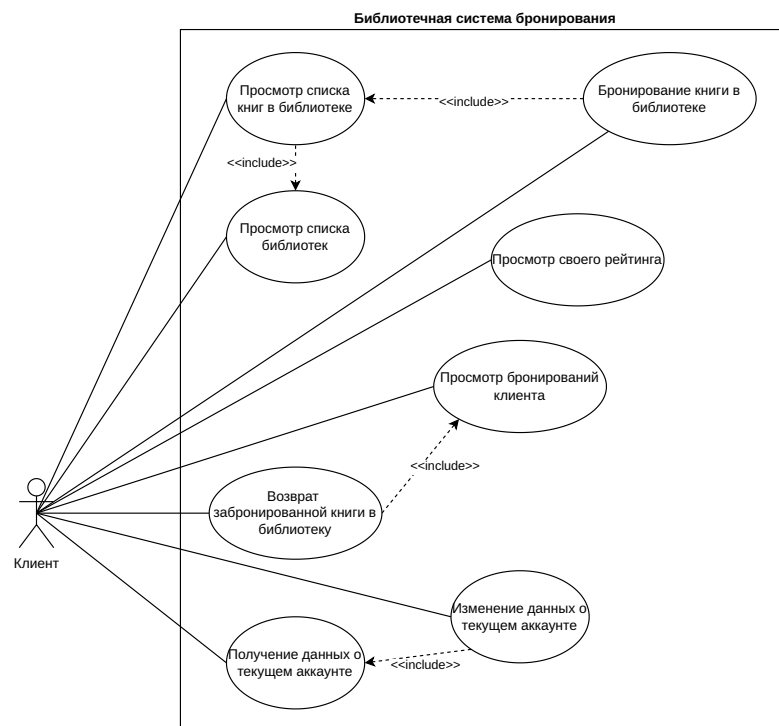 Библиотечная система бронирования
Просмотр списка
книг в библиотеке
<<include>>
Бронирование книги в
библиотеке
<<include>>
Просмотр списка
библиотек
Просмотр своего рейтинга
Просмотр бронирований
клиента
<<include>>
Возврат
забронированной книги в
библиотеку
Клиент
Изменение данных о
текущем аккаунте
Получение данных о
текущем аккаунте
<<include>>